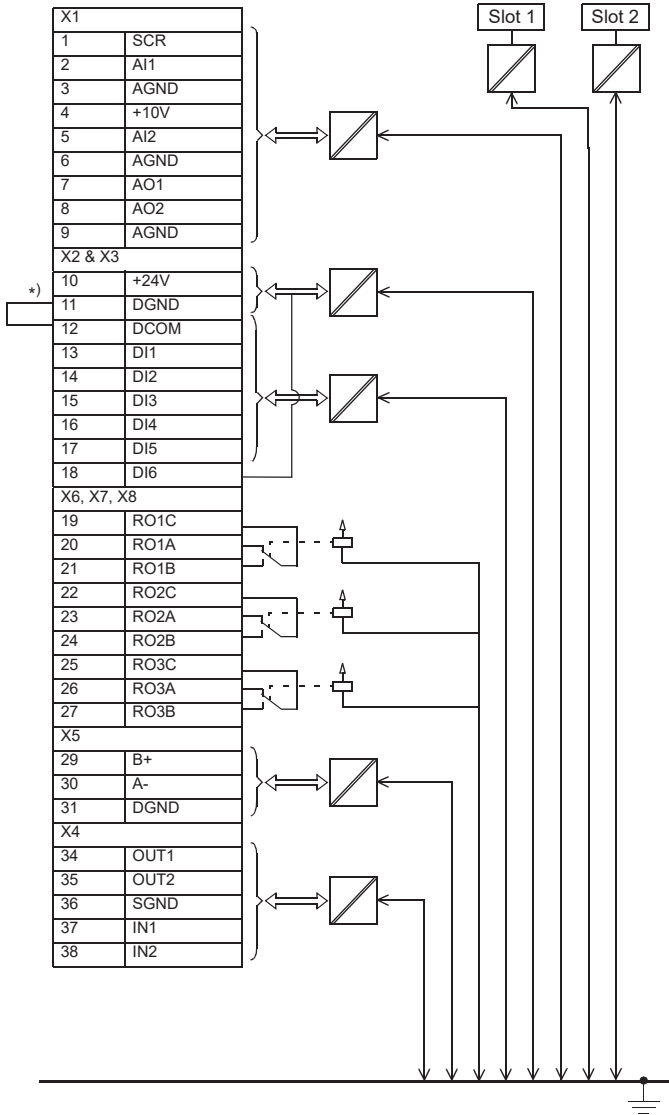 Slot 1 Slot 2
X1
1 SCR
2 AI1
3 AGND
4 +10V
5 AI2
6 AGND
7 AO1
8 AO2
9 AGND
X2 & X3
10 +24V
*)
11 DGND
12 DCOM
13 DI1
14 DI2
15 DI3
16 DI4
17 DI5
18 DI6
X6, X7, X8
19 RO1C
20 RO1A
21 RO1B
22 RO2C
23 RO2A
24 RO2B
25 RO3C
26 RO3A
27 RO3B
X5
29 B+
30 A-
31 DGND
X4
34 OUT1
35 OUT2
36 SGND
37 IN1
38 IN2